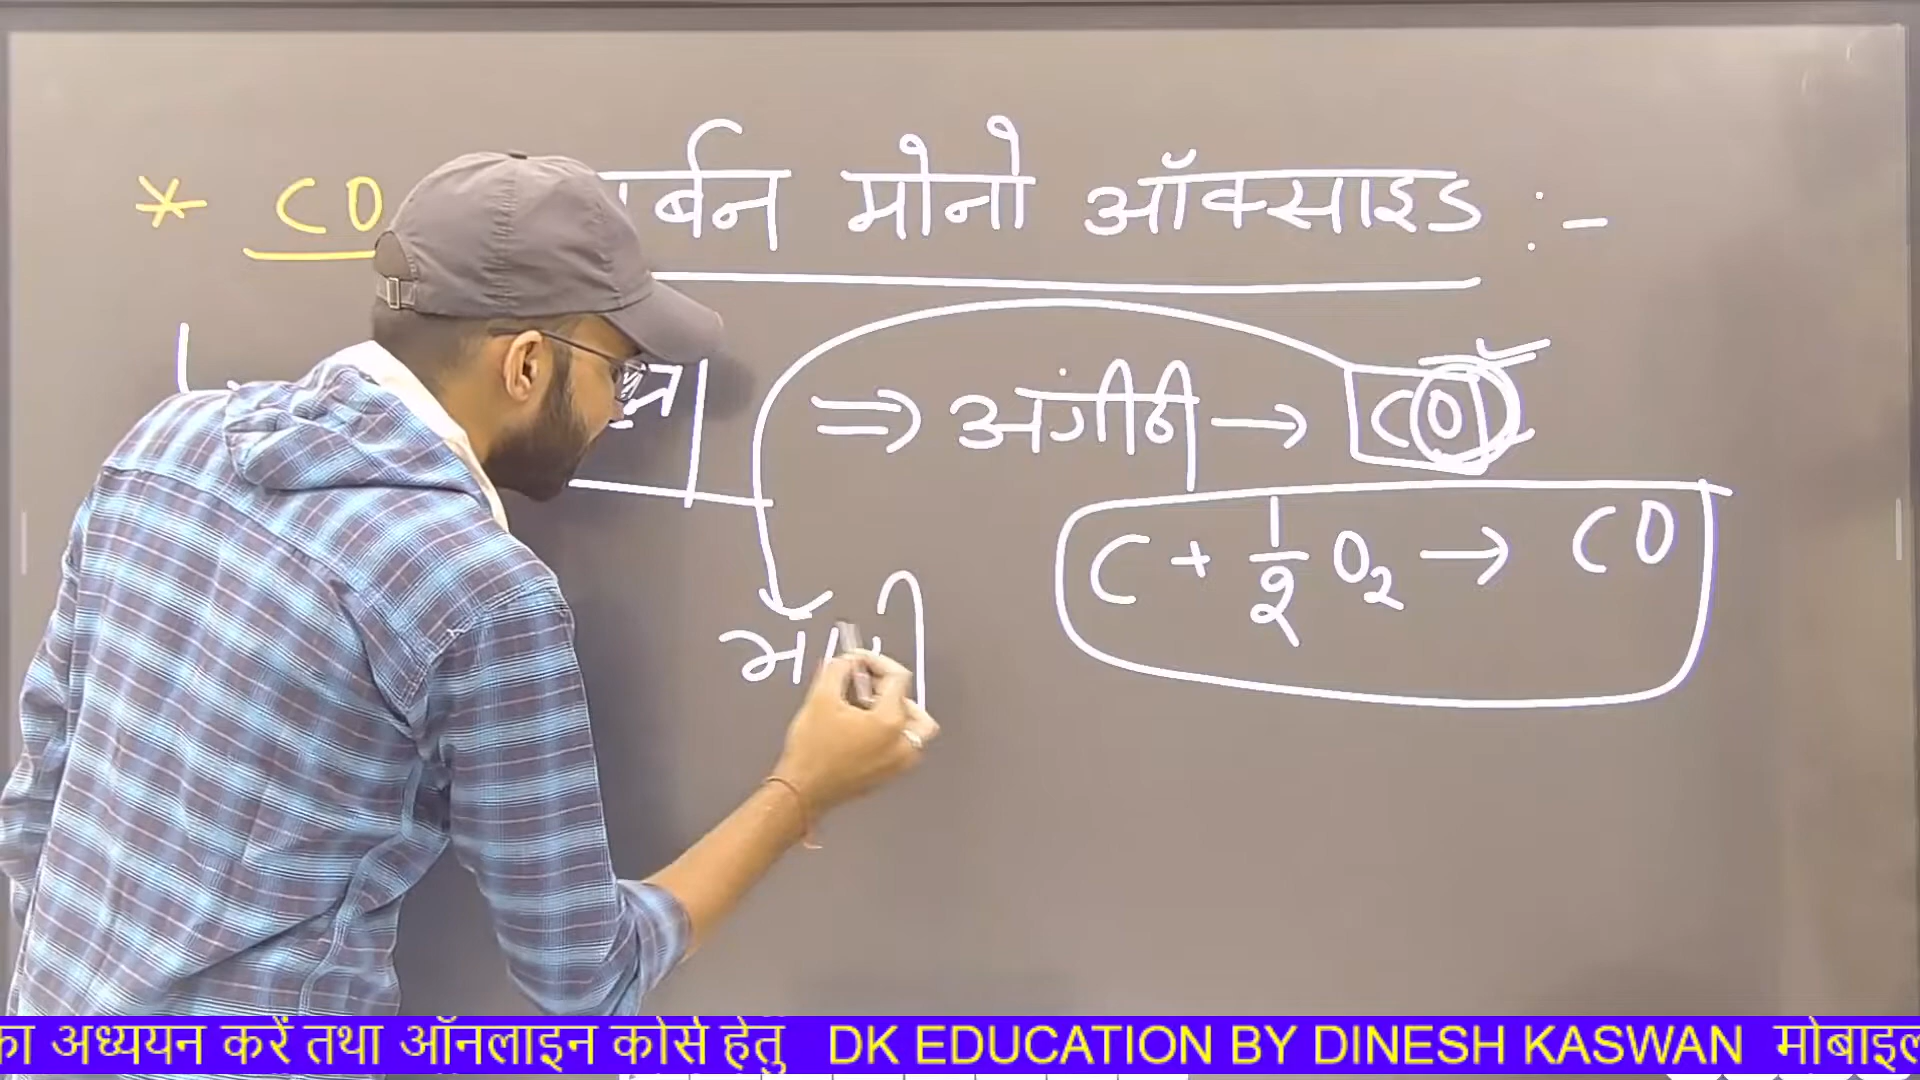 * CO र्बन मोनो ऑक्साइड :-
⇒ अंगीठी → CO
C + 1/2 O2 → CO
का अध्ययन करें तथा ऑनलाइन कोर्स हेतु DK EDUCATION BY DINESH KASWAN मोबाइल